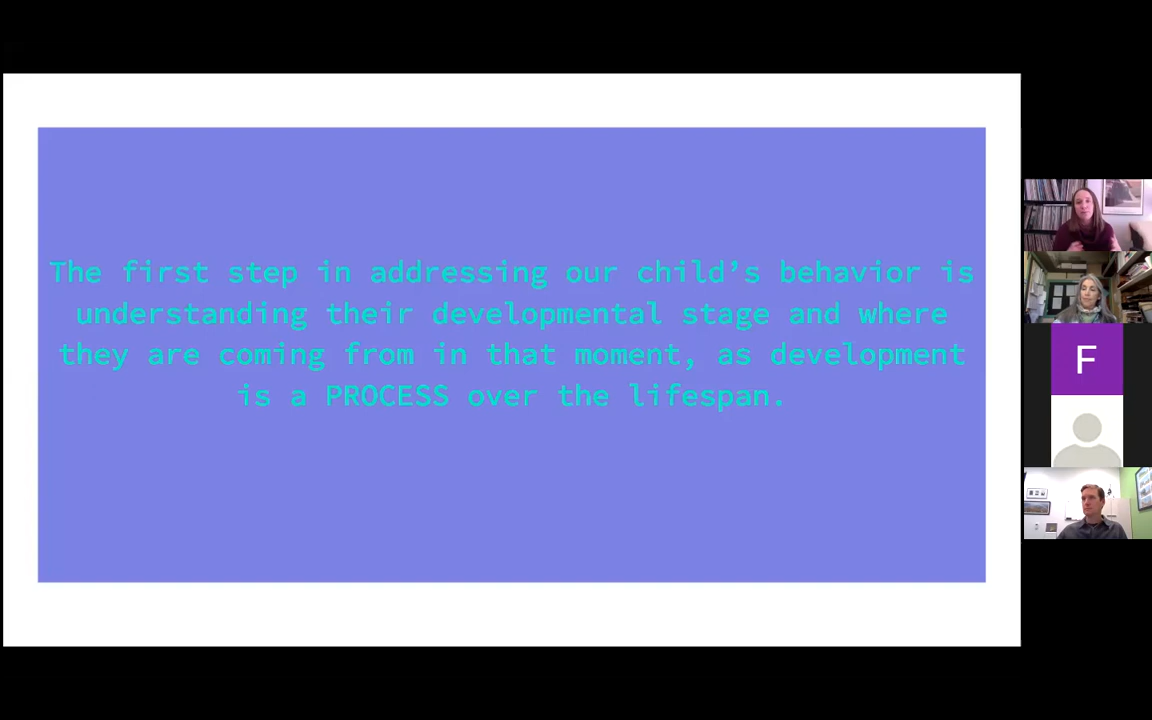 The first step in addressing our child’s behavior is
understanding their developmental stage and where
they are coming from in that moment, as development
is a PROCESS over the lifespan.
F